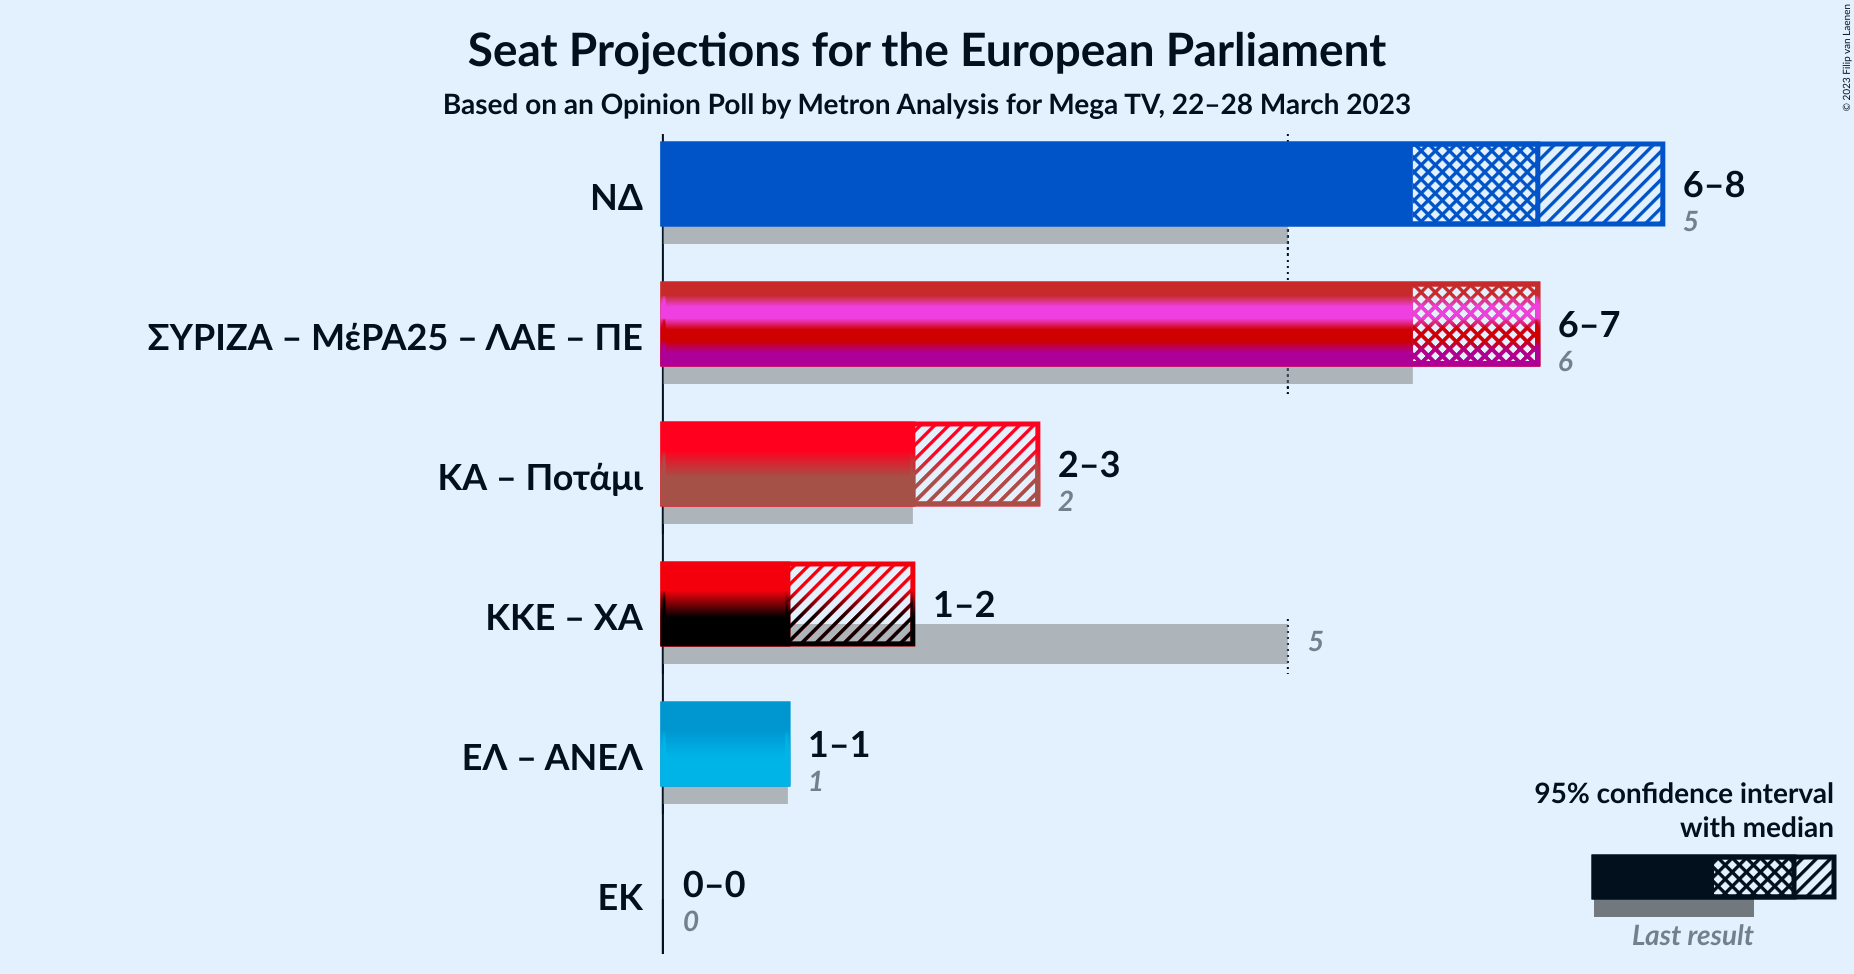 Seat Projections for the European Parliament
Based on an Opinion Poll by Metron Analysis for Mega TV, 22–28 March 2023
© 2023 Filip van Laenen
ΝΔ
6–8
5
ΣΥΡΙΖΑ – ΜέΡΑ25 – ΛΑΕ – ΠΕ
6–7
6
ΚΑ – Ποτάμι
2–3
2
ΚΚΕ – ΧΑ
1–2
5
ΕΛ – ΑΝΕΛ
1–1
1
ΕΚ
0–0
0
95% confidence interval
with median
Last result